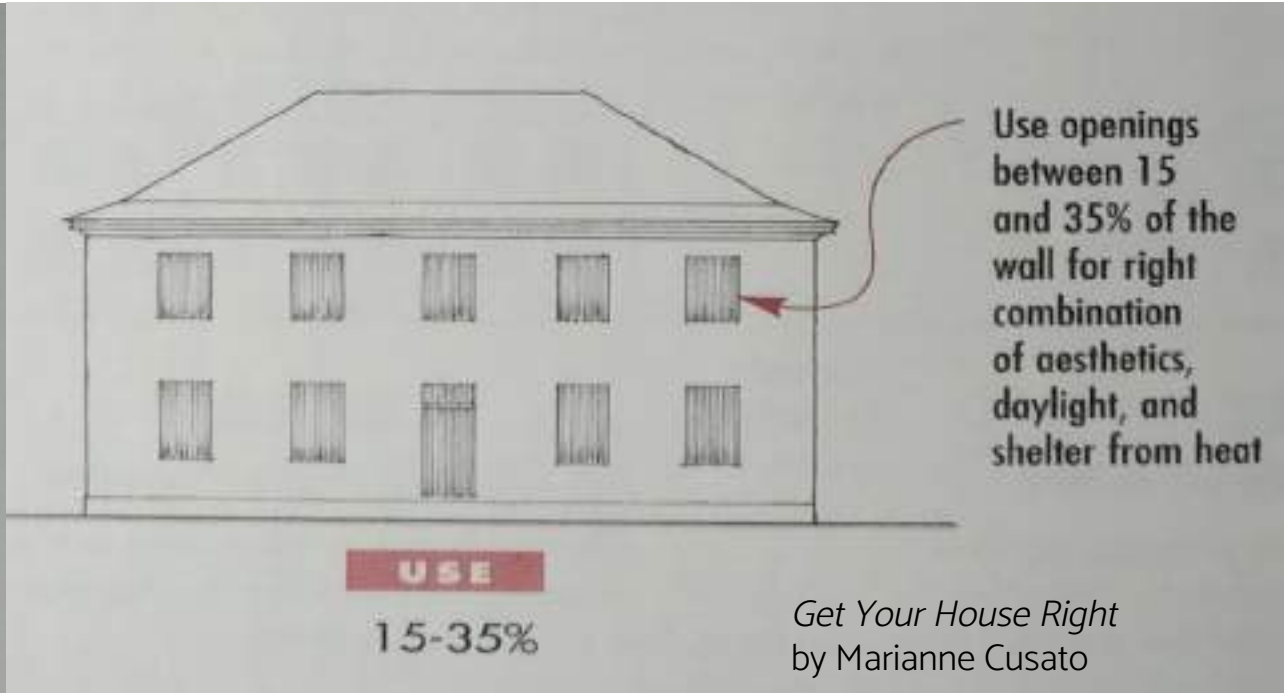 Use openings
between 15
and 35% of the
wall for right
combination
of aesthetics,
daylight, and
shelter from heat
USE
15-35%
Get Your House Right
by Marianne Cusato